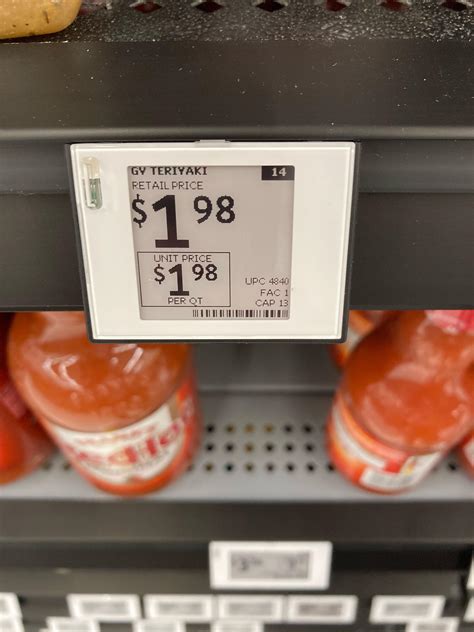 GV TERIYAKI 14
RETAIL PRICE
$1 98
UNIT PRICE
$1 98
PER QT
UPC 4840
FAC 1
CAP 13